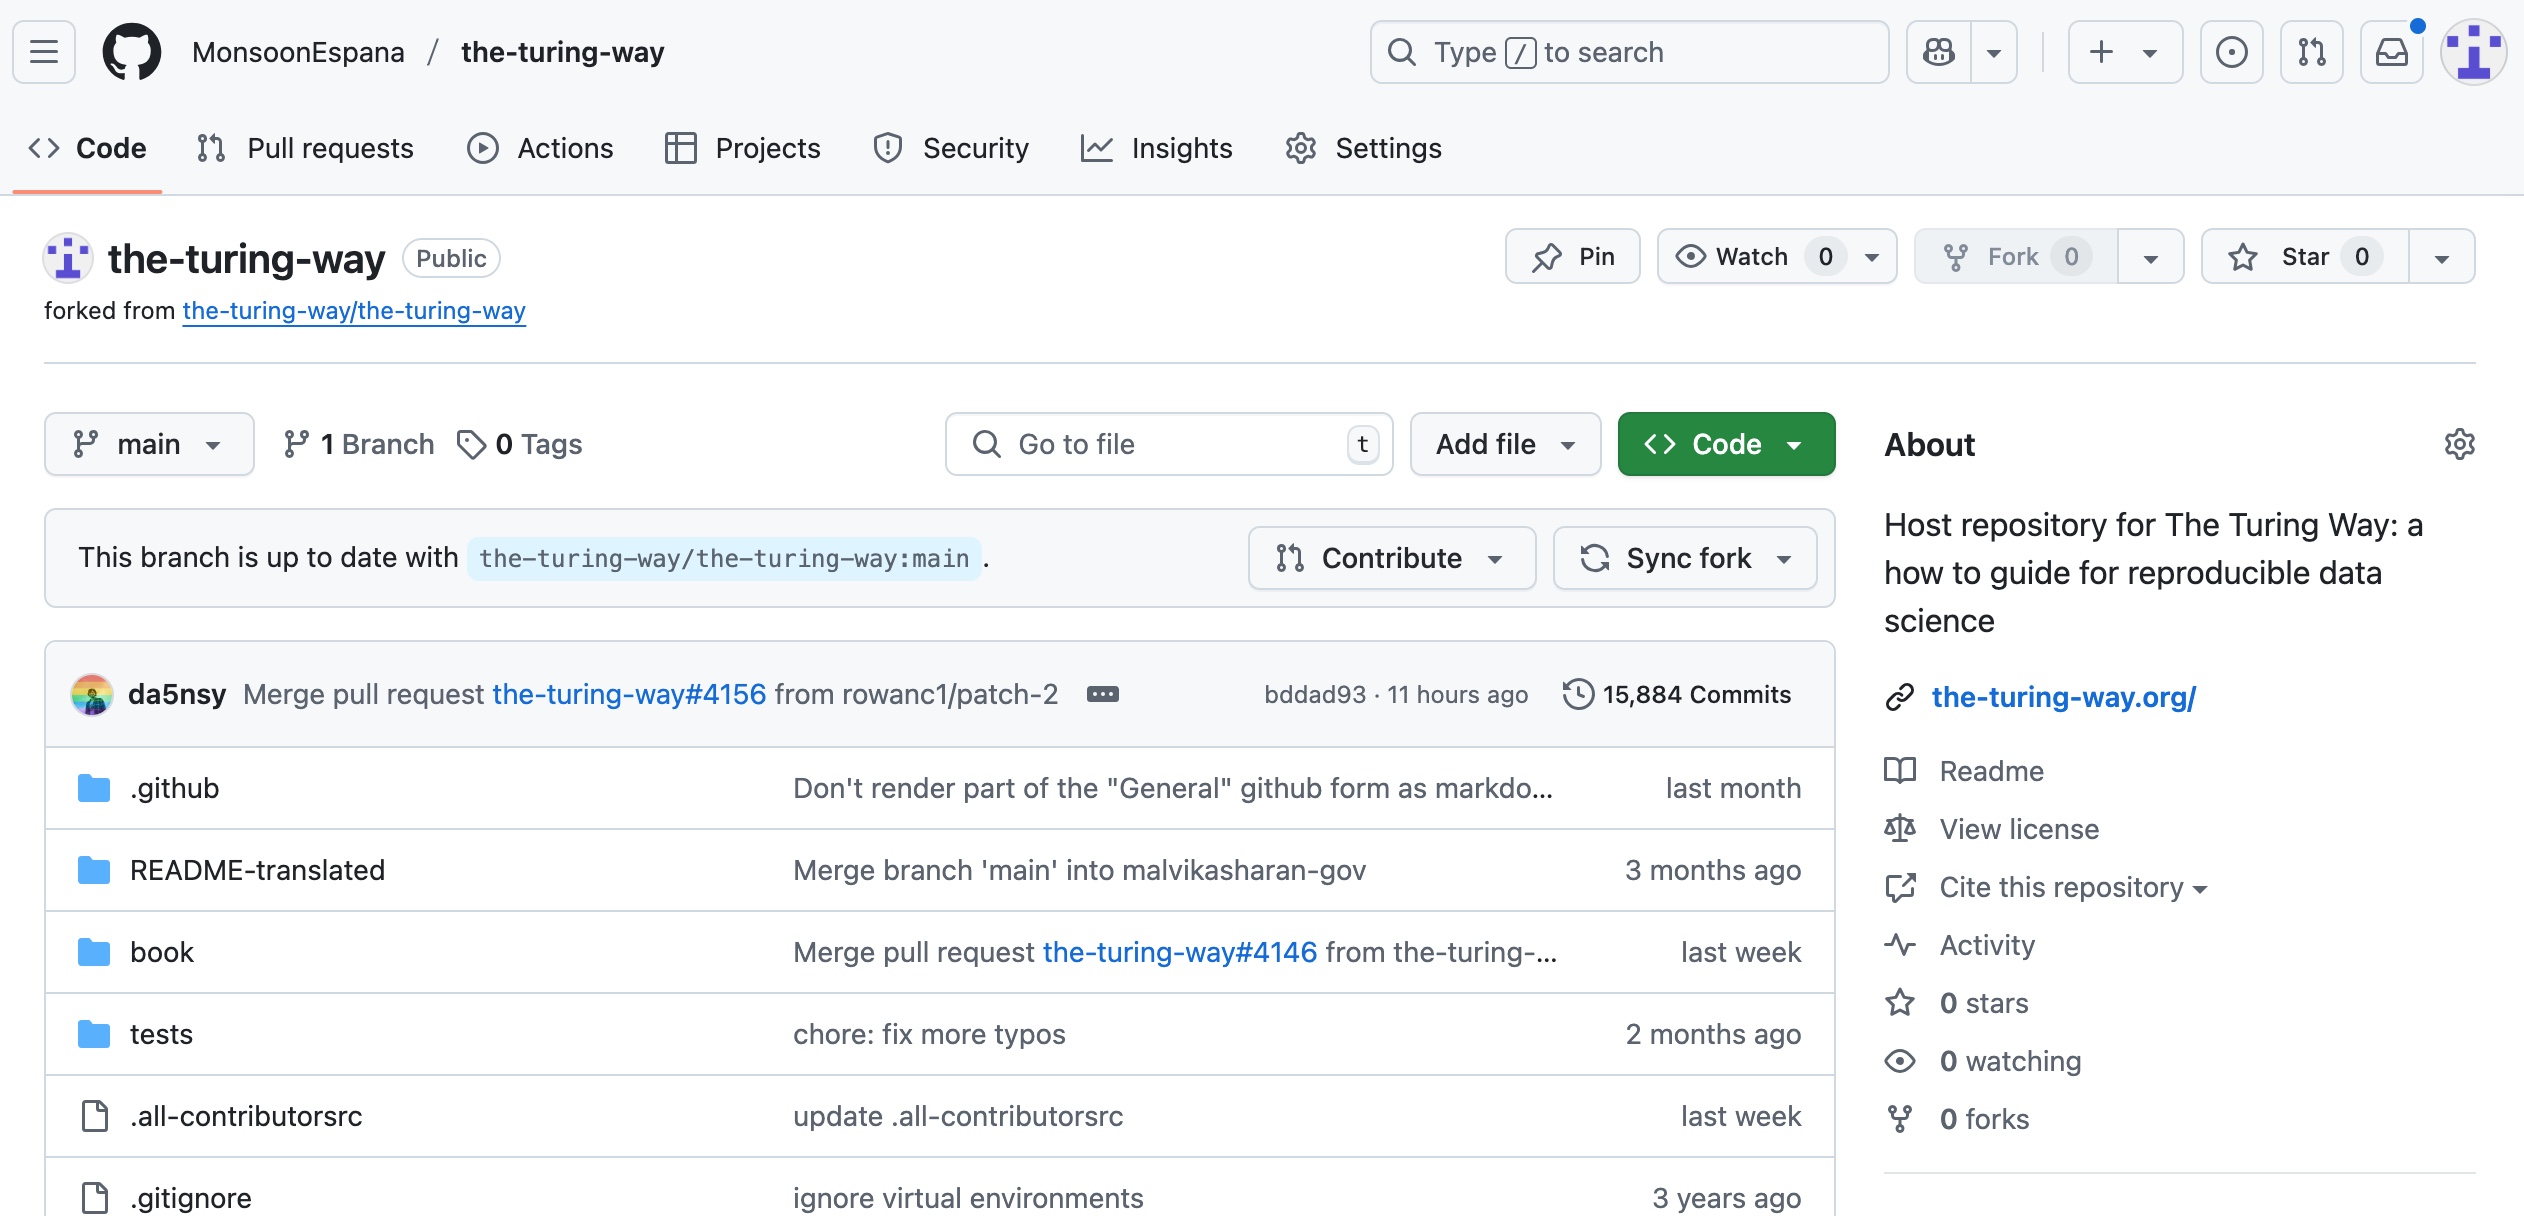 MonsoonEspana / the-turing-way
Type / to search
Code
Pull requests
Actions
Projects
Security
Insights
Settings
the-turing-way Public
forked from the-turing-way/the-turing-way
Pin
Watch 0
Fork 0
Star 0
main
1 Branch
0 Tags
Go to file t
Add file
Code
This branch is up to date with the-turing-way/the-turing-way:main .
Contribute
Sync fork
da5nsy Merge pull request the-turing-way#4156 from rowanc1/patch-2
bddad93 · 11 hours ago
15,884 Commits
.github Don't render part of the "General" github form as markdo... last month
README-translated Merge branch 'main' into malvikasharan-gov 3 months ago
book Merge pull request the-turing-way#4146 from the-turing-... last week
tests chore: fix more typos 2 months ago
.all-contributorsrc update .all-contributorsrc last week
.gitignore ignore virtual environments 3 years ago
About
Host repository for The Turing Way: a
how to guide for reproducible data
science
the-turing-way.org/
Readme
View license
Cite this repository
Activity
0 stars
0 watching
0 forks